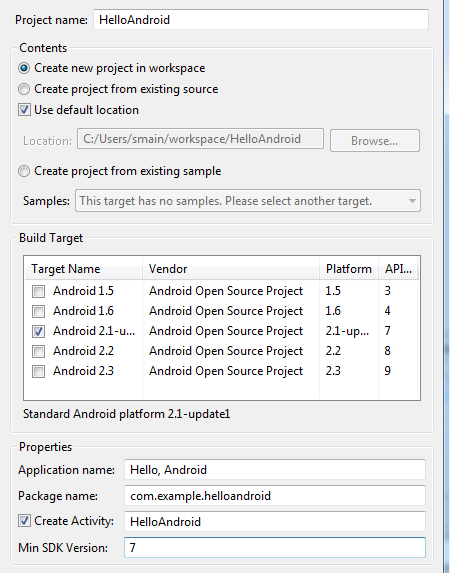 Project name: HelloAndroid
Contents
Create new project in workspace
Create project from existing source
Use default location
Location: C:/Users/smain/workspace/HelloAndroid Browse...
Create project from existing sample
Samples: This target has no samples. Please select another target.
Build Target
Target Name Vendor Platform API...
Android 1.5 Android Open Source Project 1.5 3
Android 1.6 Android Open Source Project 1.6 4
Android 2.1-u... Android Open Source Project 2.1-up... 7
Android 2.2 Android Open Source Project 2.2 8
Android 2.3 Android Open Source Project 2.3 9
Standard Android platform 2.1-update1
Properties
Application name: Hello, Android
Package name: com.example.helloandroid
Create Activity: HelloAndroid
Min SDK Version: 7